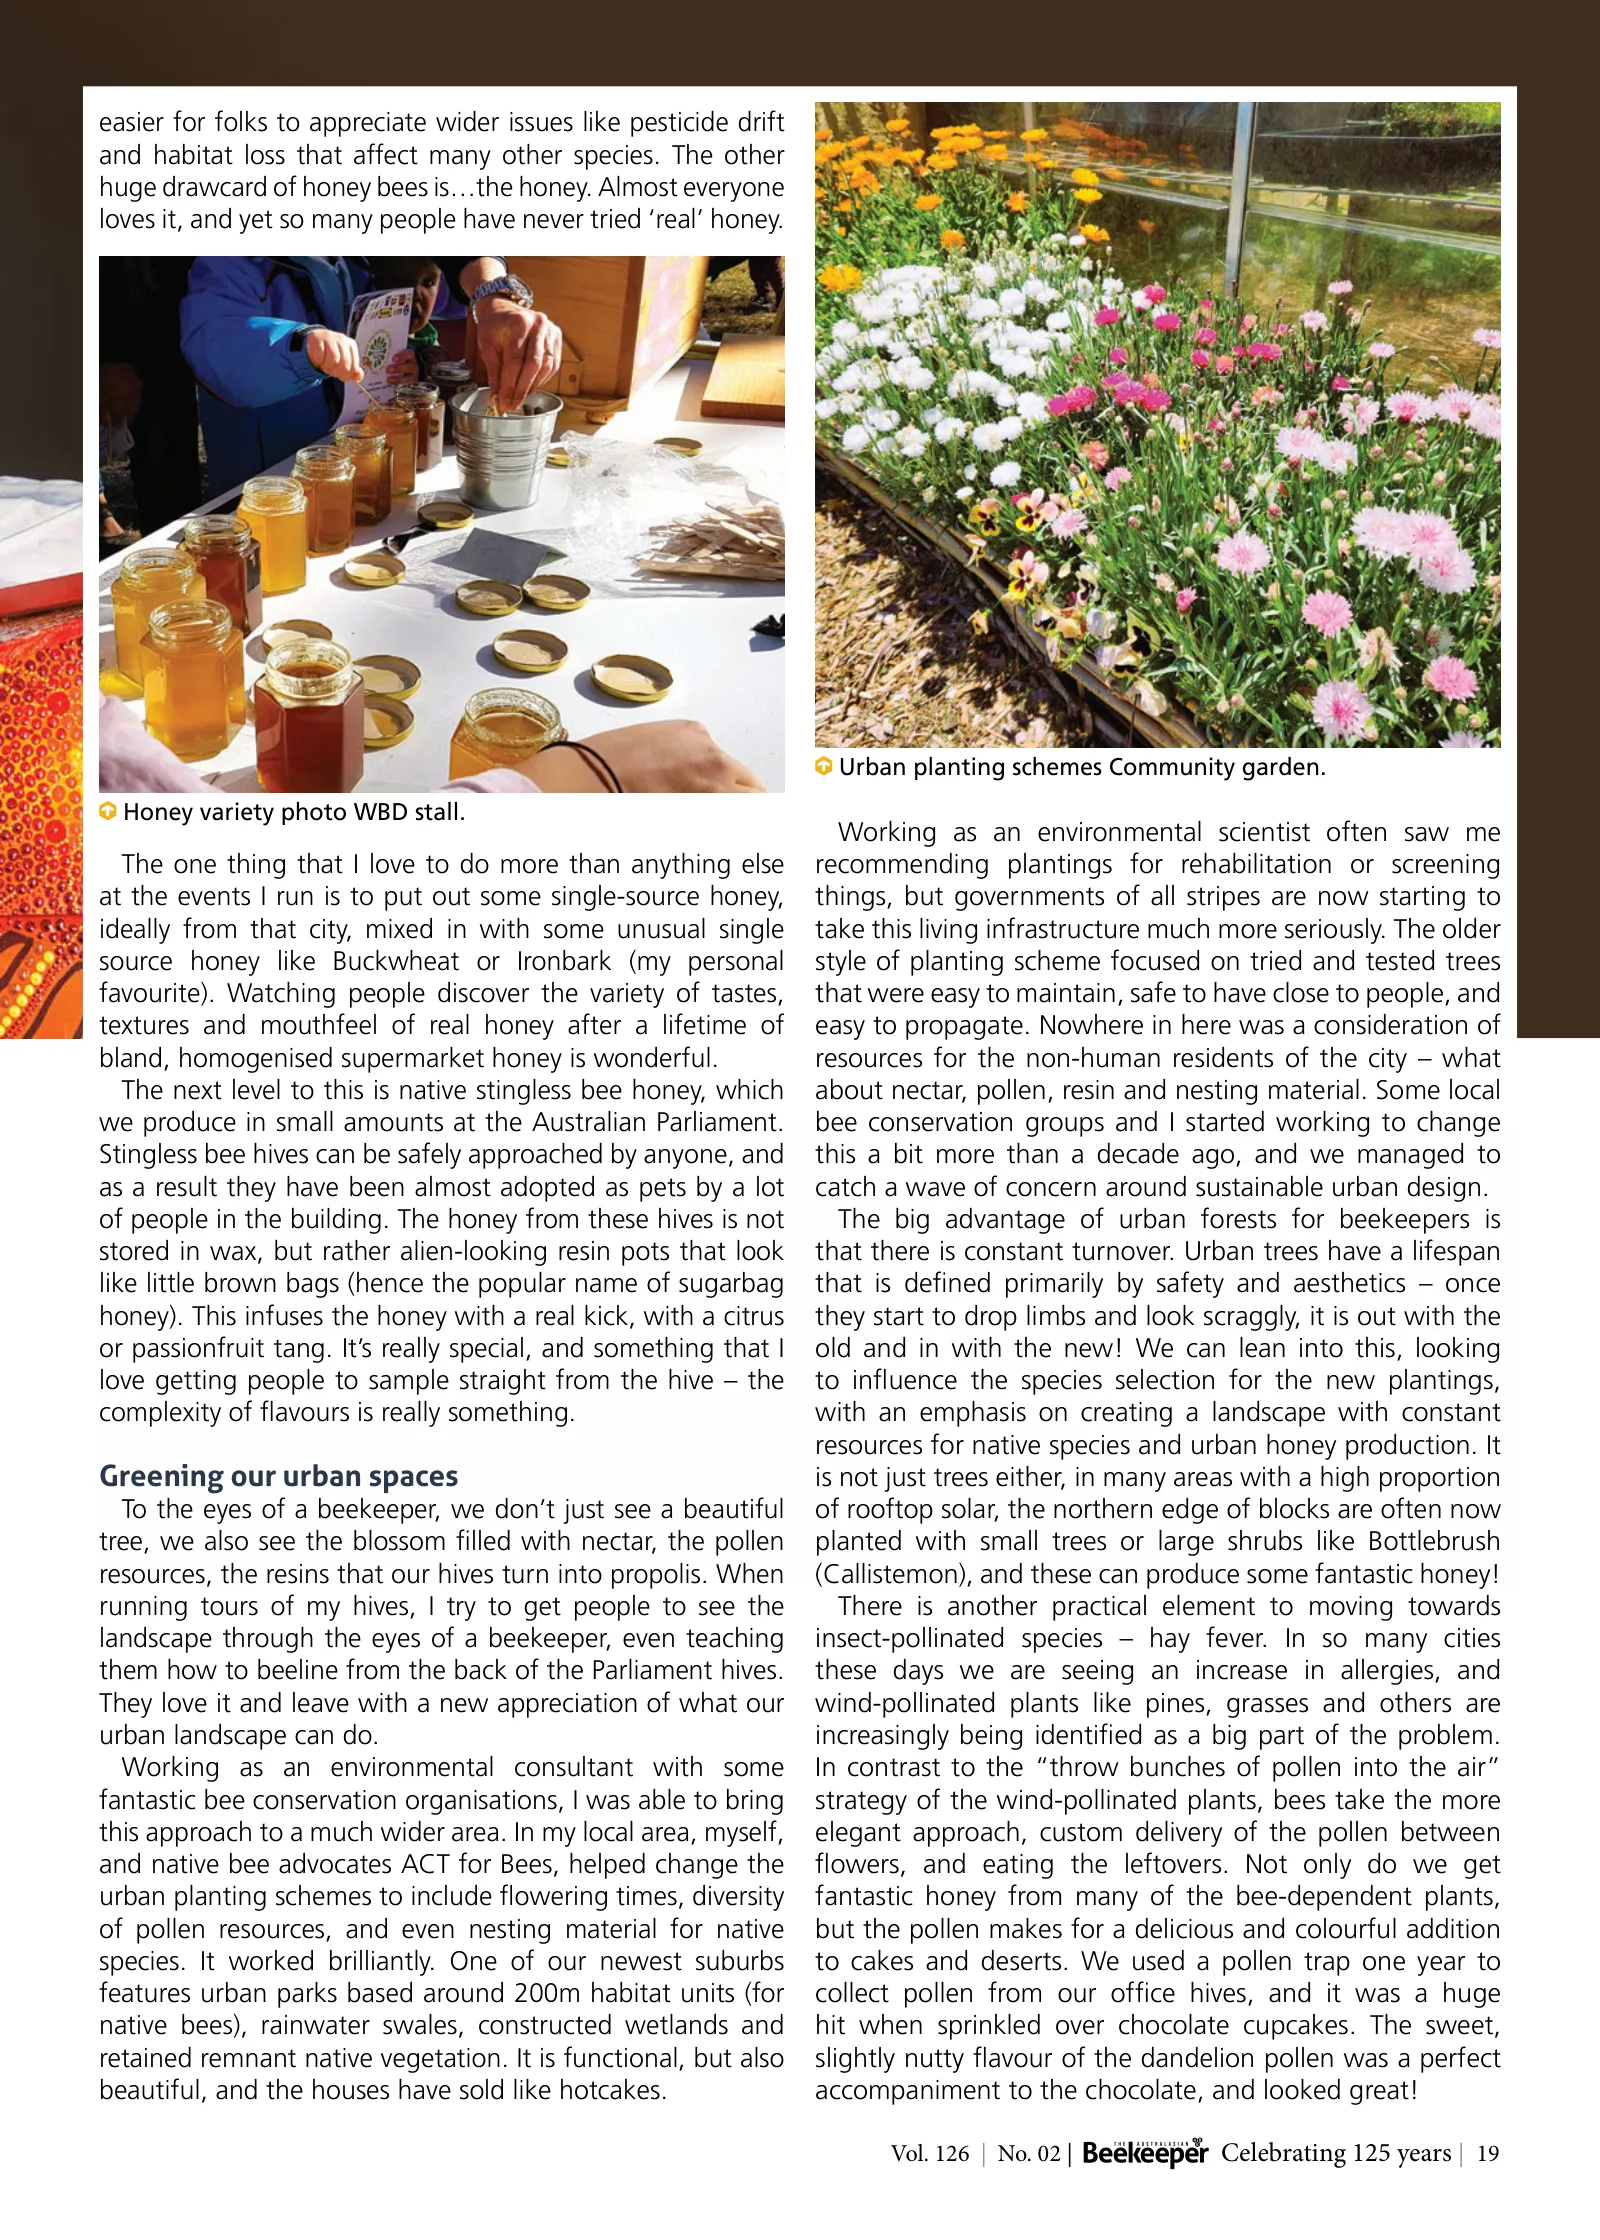 easier for folks to appreciate wider issues like pesticide drift
and habitat loss that affect many other species. The other
huge drawcard of honey bees is…the honey. Almost everyone
loves it, and yet so many people have never tried ‘real’ honey.
Honey variety photo WBD stall.
The one thing that I love to do more than anything else
at the events I run is to put out some single-source honey,
ideally from that city, mixed in with some unusual single
source honey like Buckwheat or Ironbark (my personal
favourite). Watching people discover the variety of tastes,
textures and mouthfeel of real honey after a lifetime of
bland, homogenised supermarket honey is wonderful.
The next level to this is native stingless bee honey, which
we produce in small amounts at the Australian Parliament.
Stingless bee hives can be safely approached by anyone, and
as a result they have been almost adopted as pets by a lot
of people in the building. The honey from these hives is not
stored in wax, but rather alien-looking resin pots that look
like little brown bags (hence the popular name of sugarbag
honey). This infuses the honey with a real kick, with a citrus
or passionfruit tang. It’s really special, and something that I
love getting people to sample straight from the hive – the
complexity of flavours is really something.
Greening our urban spaces
To the eyes of a beekeeper, we don’t just see a beautiful
tree, we also see the blossom filled with nectar, the pollen
resources, the resins that our hives turn into propolis. When
running tours of my hives, I try to get people to see the
landscape through the eyes of a beekeeper, even teaching
them how to beeline from the back of the Parliament hives.
They love it and leave with a new appreciation of what our
urban landscape can do.
Working as an environmental consultant with some
fantastic bee conservation organisations, I was able to bring
this approach to a much wider area. In my local area, myself,
and native bee advocates ACT for Bees, helped change the
urban planting schemes to include flowering times, diversity
of pollen resources, and even nesting material for native
species. It worked brilliantly. One of our newest suburbs
features urban parks based around 200m habitat units (for
native bees), rainwater swales, constructed wetlands and
retained remnant native vegetation. It is functional, but also
beautiful, and the houses have sold like hotcakes.
Urban planting schemes Community garden.
Working as an environmental scientist often saw me
recommending plantings for rehabilitation or screening
things, but governments of all stripes are now starting to
take this living infrastructure much more seriously. The older
style of planting scheme focused on tried and tested trees
that were easy to maintain, safe to have close to people, and
easy to propagate. Nowhere in here was a consideration of
resources for the non-human residents of the city – what
about nectar, pollen, resin and nesting material. Some local
bee conservation groups and I started working to change
this a bit more than a decade ago, and we managed to
catch a wave of concern around sustainable urban design.
The big advantage of urban forests for beekeepers is
that there is constant turnover. Urban trees have a lifespan
that is defined primarily by safety and aesthetics – once
they start to drop limbs and look scraggly, it is out with the
old and in with the new! We can lean into this, looking
to influence the species selection for the new plantings,
with an emphasis on creating a landscape with constant
resources for native species and urban honey production. It
is not just trees either, in many areas with a high proportion
of rooftop solar, the northern edge of blocks are often now
planted with small trees or large shrubs like Bottlebrush
(Callistemon), and these can produce some fantastic honey!
There is another practical element to moving towards
insect-pollinated species – hay fever. In so many cities
these days we are seeing an increase in allergies, and
wind-pollinated plants like pines, grasses and others are
increasingly being identified as a big part of the problem.
In contrast to the “throw bunches of pollen into the air”
strategy of the wind-pollinated plants, bees take the more
elegant approach, custom delivery of the pollen between
flowers, and eating the leftovers. Not only do we get
fantastic honey from many of the bee-dependent plants,
but the pollen makes for a delicious and colourful addition
to cakes and deserts. We used a pollen trap one year to
collect pollen from our office hives, and it was a huge
hit when sprinkled over chocolate cupcakes. The sweet,
slightly nutty flavour of the dandelion pollen was a perfect
accompaniment to the chocolate, and looked great!
Vol. 126 | No. 02 | THE AUSTRALASIAN Beekeeper Celebrating 125 years | 19